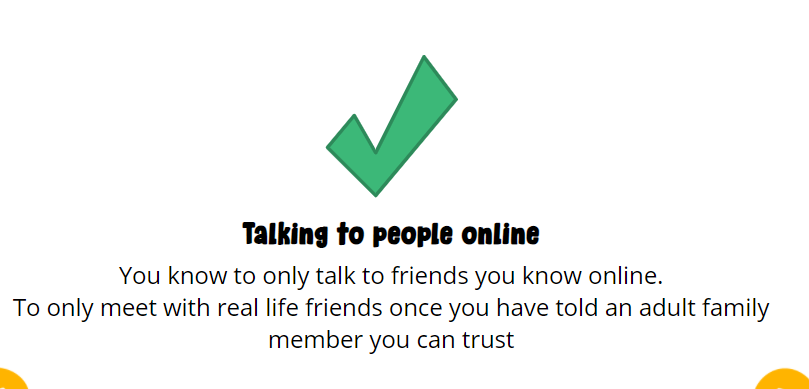 Talking to people online
You know to only talk to friends you know online.
To only meet with real life friends once you have told an adult family
member you can trust